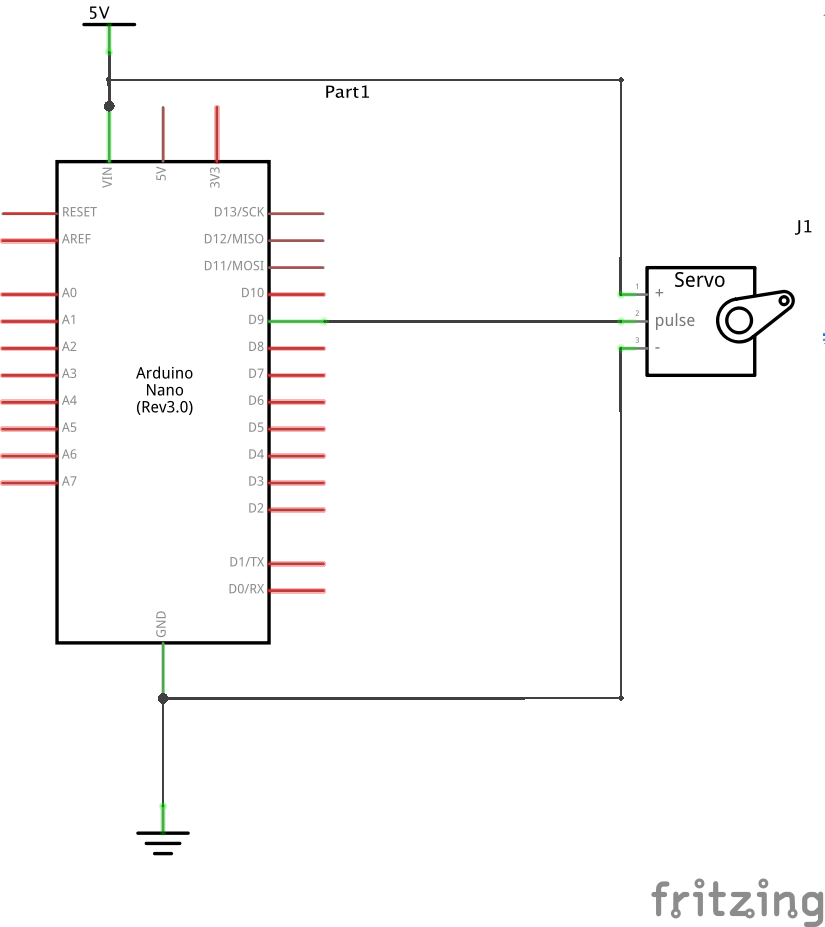 5V
Part1
VIN
5V
3V3
RESET
D13/SCK
AREF
D12/MISO
D11/MOSI
J1
Servo
A0
D10
1
+
A1
D9
2
pulse
A2
D8
3
-
A3
D7
Arduino
Nano
(Rev3.0)
A4
D6
A5
D5
A6
D4
A7
D3
D2
D1/TX
D0/RX
GND
fritzing